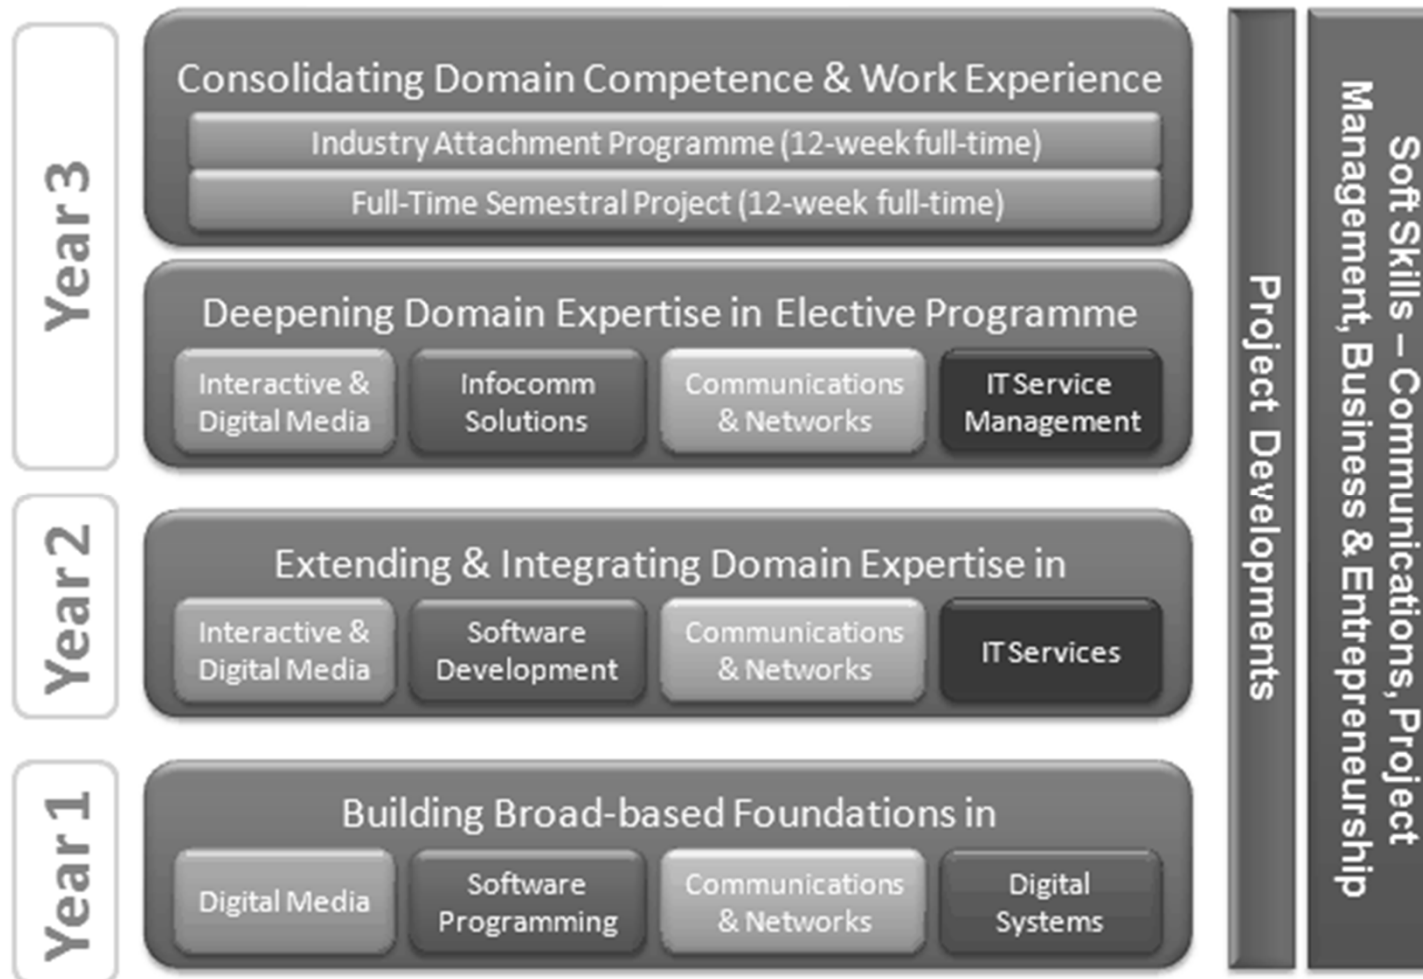 Year 3
Consolidating Domain Competence & Work Experience
Industry Attachment Programme (12-week full-time)
Full-Time Semestral Project (12-week full-time)
Deepening Domain Expertise in Elective Programme
Interactive &
Digital Media
Infocomm
Solutions
Communications
& Networks
IT Service
Management
Year 2
Extending & Integrating Domain Expertise in
Interactive &
Digital Media
Software
Development
Communications
& Networks
IT Services
Year 1
Building Broad-based Foundations in
Digital Media
Software
Programming
Communications
& Networks
Digital
Systems
Project Developments
Soft Skills – Communications, Project
Management, Business & Entrepreneurship